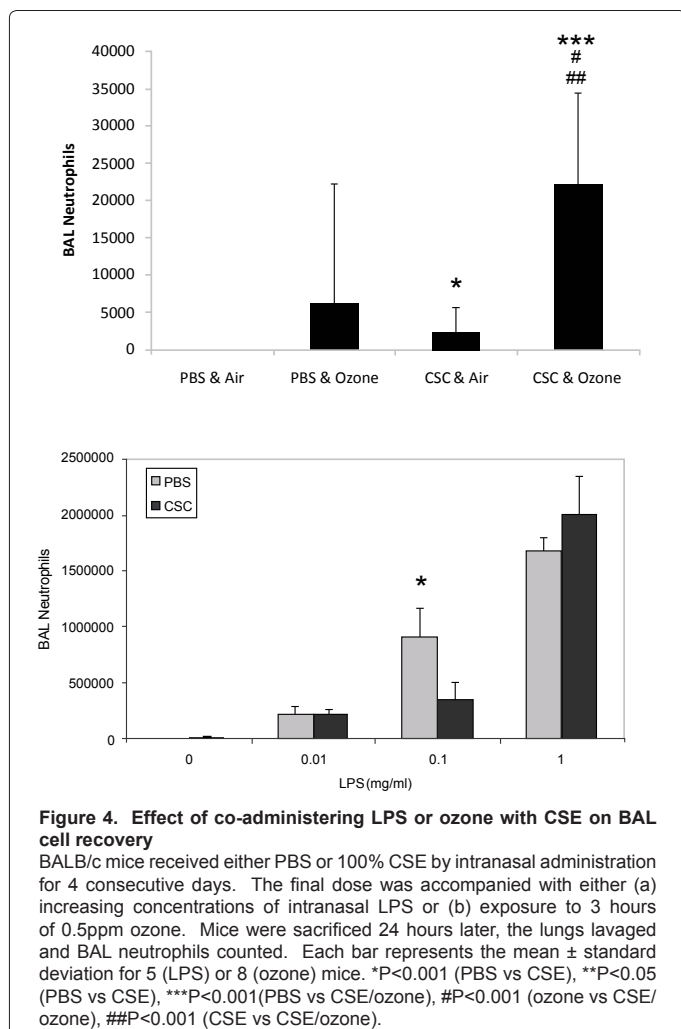 40000
35000
30000
25000
20000
15000
10000
5000
0
BAL Neutrophils
*
***
#
##
PBS & Air
PBS & Ozone
CSC & Air
CSC & Ozone
2500000
2000000
1500000
1000000
500000
0
BAL Neutrophils
PBS
CSC
*
0
0.01
0.1
1
LPS(mg/ml)
Figure 4. Effect of co-administering LPS or ozone with CSE on BAL
cell recovery
BALB/c mice received either PBS or 100% CSE by intranasal administration
for 4 consecutive days. The final dose was accompanied with either (a)
increasing concentrations of intranasal LPS or (b) exposure to 3 hours
of 0.5ppm ozone. Mice were sacrificed 24 hours later, the lungs lavaged
and BAL neutrophils counted. Each bar represents the mean ± standard
deviation for 5 (LPS) or 8 (ozone) mice. *P<0.001 (PBS vs CSE), **P<0.05
(PBS vs CSE), ***P<0.001(PBS vs CSE/ozone), #P<0.001 (ozone vs CSE/
ozone), ##P<0.001 (CSE vs CSE/ozone).